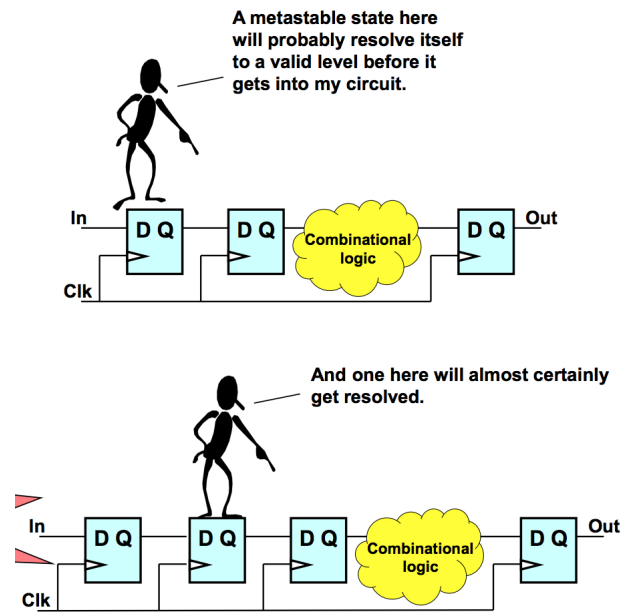 A metastable state here
will probably resolve itself
to a valid level before it
gets into my circuit.
In
D Q
D Q
Combinational
logic
D Q
Out
Clk
And one here will almost certainly
get resolved.
In
D Q
D Q
D Q
Combinational
logic
D Q
Out
Clk